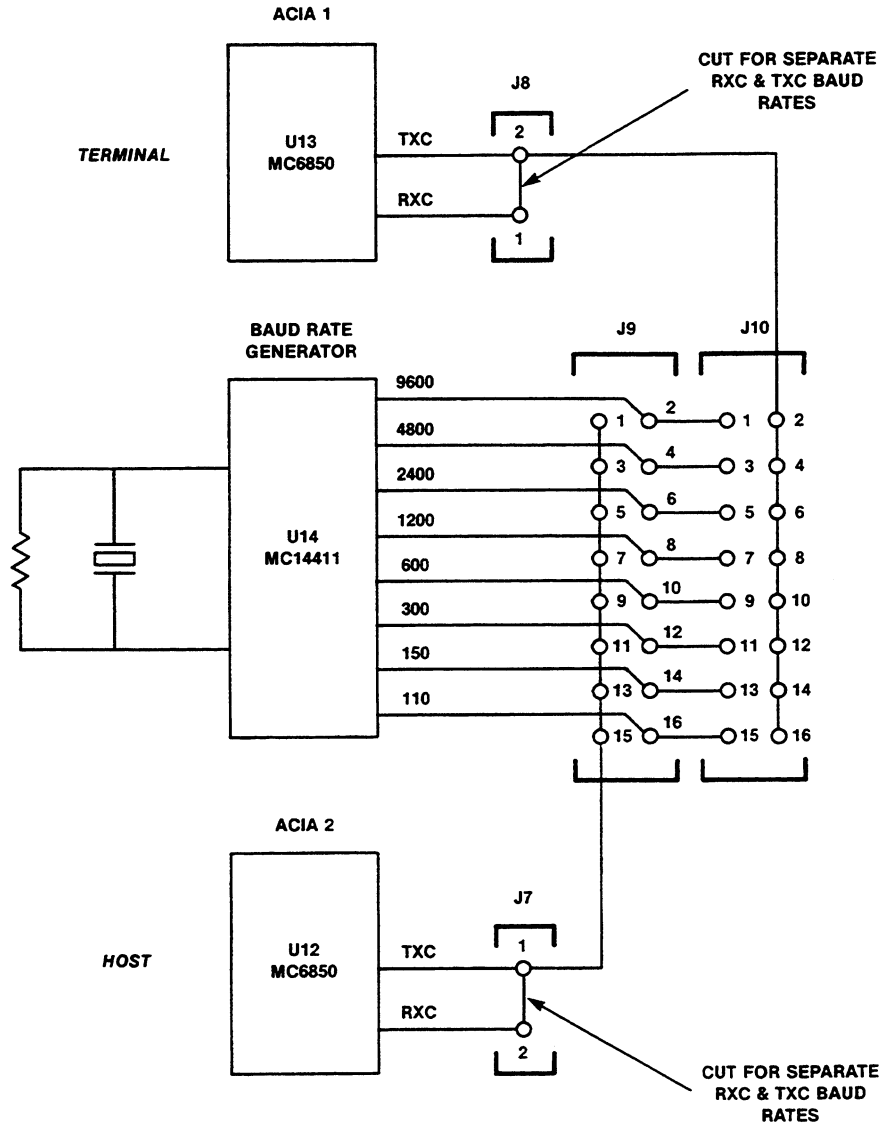 ACIA 1
CUT FOR SEPARATE
RXC & TXC BAUD
RATES
J8
2
TXC
U13
MC6850
TERMINAL
RXC
1
BAUD RATE
GENERATOR
J9
J10
9600
4800
2400
1200
600
300
150
110
U14
MC14411
1 2 1 2
3 4 3 4
5 6 5 6
7 8 7 8
9 10 9 10
11 12 11 12
13 14 13 14
15 16 15 16
ACIA 2
J7
1
TXC
U12
MC6850
HOST
RXC
2
CUT FOR SEPARATE
RXC & TXC BAUD
RATES